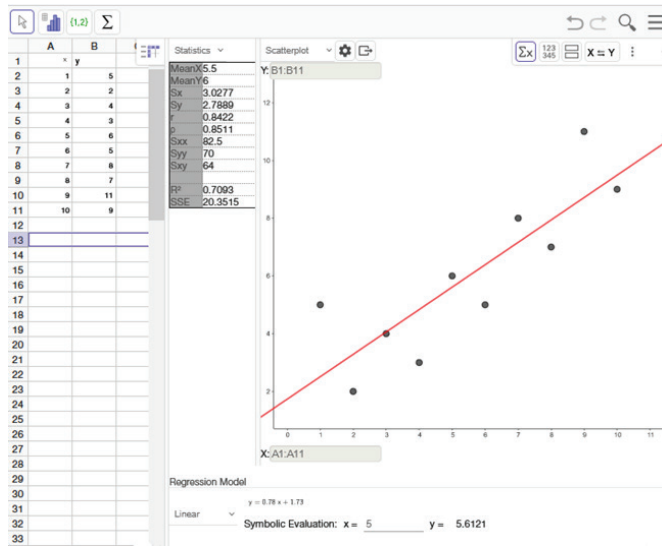 {1,2} Σ
A B
Statistics Scatterplot Σx 123 345 X ⇆ Y
Y: B1:B11
1 x y
2 1 5
3 2 2
4 3 4
5 4 3
6 5 6
7 6 5
8 7 8
9 8 7
10 9 11
11 10 9
12
13
14
15
16
17
18
19
20
21
22
23
24
25
26
27
28
29
30
31
32
33
MeanX 5.5
MeanY 6
Sx 3.0277
Sy 2.7889
r 0.8422
ρ 0.8511
Sxx 82.5
Syy 70
Sxy 64
R² 0.7093
SSE 20.3515
12
10
8
6
4
2
0 1 2 3 4 5 6 7 8 9 10 11
X: A1:A11
Regression Model
y = 0.78 x + 1.73
Linear
Symbolic Evaluation: x = 5 y = 5.6121